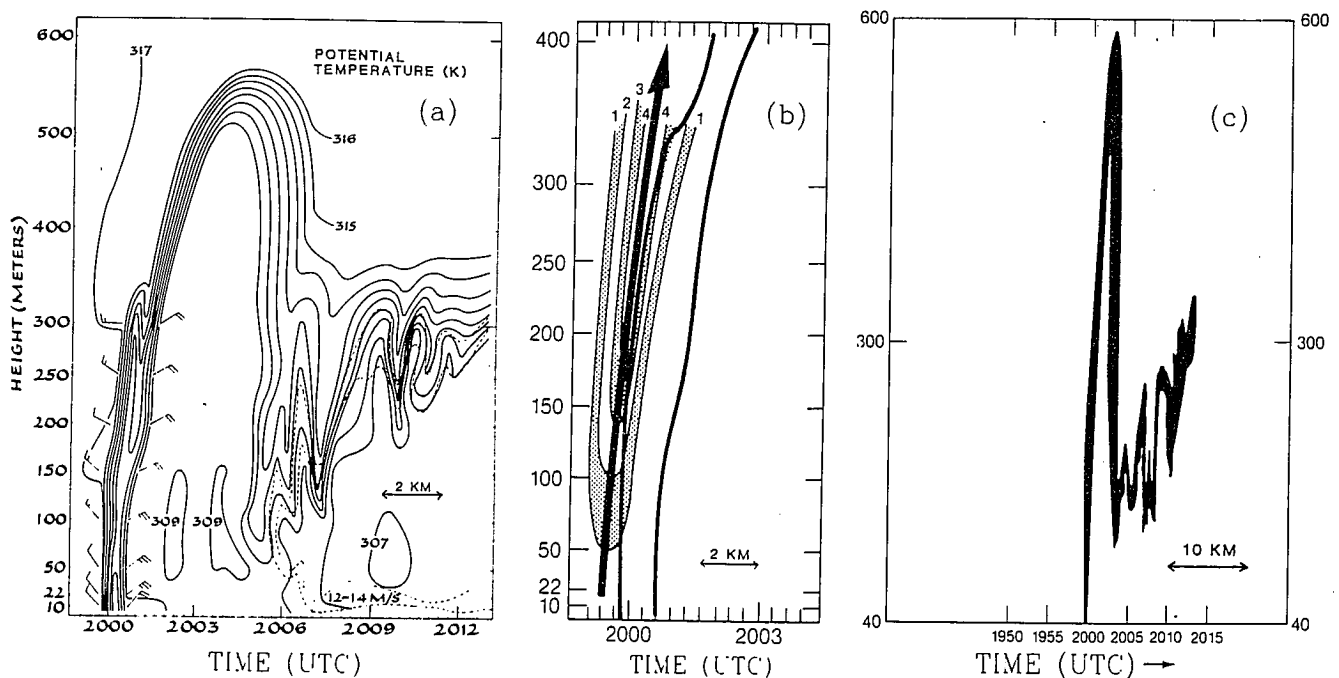 600
317
POTENTIAL
TEMPERATURE (K)
(a)
316
500
315
400
300
250
200
150
100
50
22
10
HEIGHT (METERS)
309
309
307
2 KM
12-14 M/S
2000 2003 2006 2009 2012
TIME (UTC)
400
350
300
250
200
150
100
50
22
10
1 2 3 4 4 1
(b)
2 KM
2000 2003
TIME (UTC)
600 600
(c)
300 300
10 KM
40 40
1950 1955 2000 2005 2010 2015
TIME (UTC) →